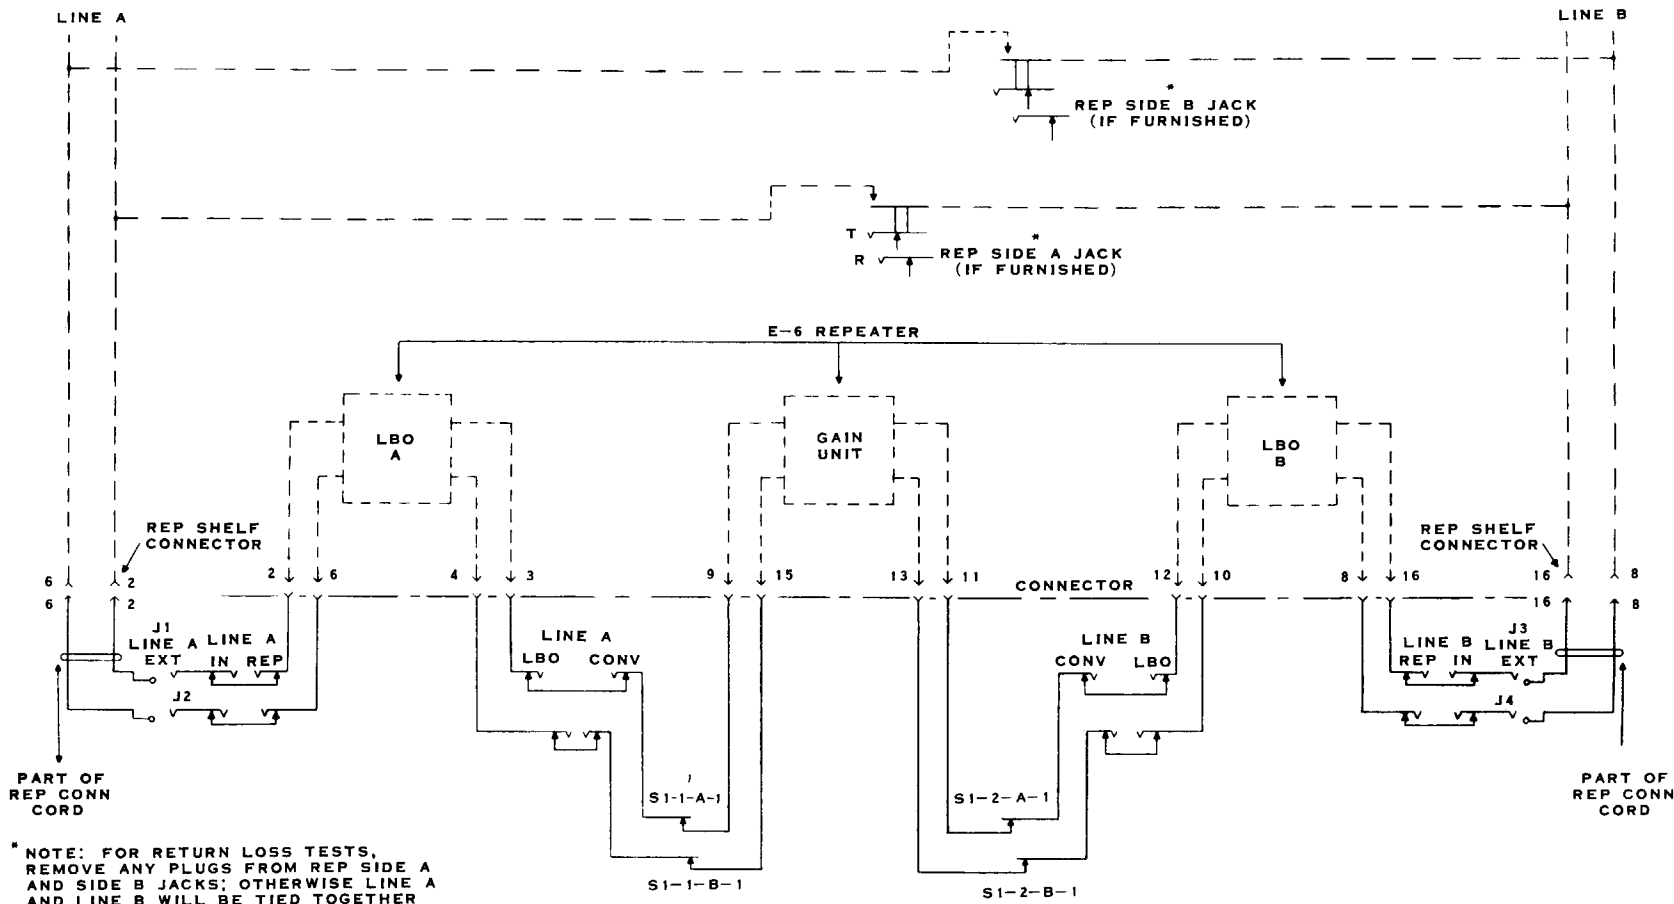 LINE A
LINE B
*
REP SIDE B JACK
(IF FURNISHED)
T
R
*
REP SIDE A JACK
(IF FURNISHED)
E-6 REPEATER
LBO
A
GAIN
UNIT
LBO
B
REP SHELF
CONNECTOR
REP SHELF
CONNECTOR
6 2 2 6 4 3 9 15 13 11 12 10 8 16 16 8
CONNECTOR
6 2 16 8
J1
LINE A
EXT
LINE A
IN REP
J2
LINE A
LBO CONV
LINE B
CONV LBO
LINE B
REP IN
J3
LINE B
EXT
J4
PART OF
REP CONN
CORD
PART OF
REP CONN
CORD
S1-1-A-1
S1-2-A-1
S1-1-B-1
S1-2-B-1
* NOTE: FOR RETURN LOSS TESTS,
REMOVE ANY PLUGS FROM REP SIDE A
AND SIDE B JACKS; OTHERWISE LINE A
AND LINE B WILL BE TIED TOGETHER